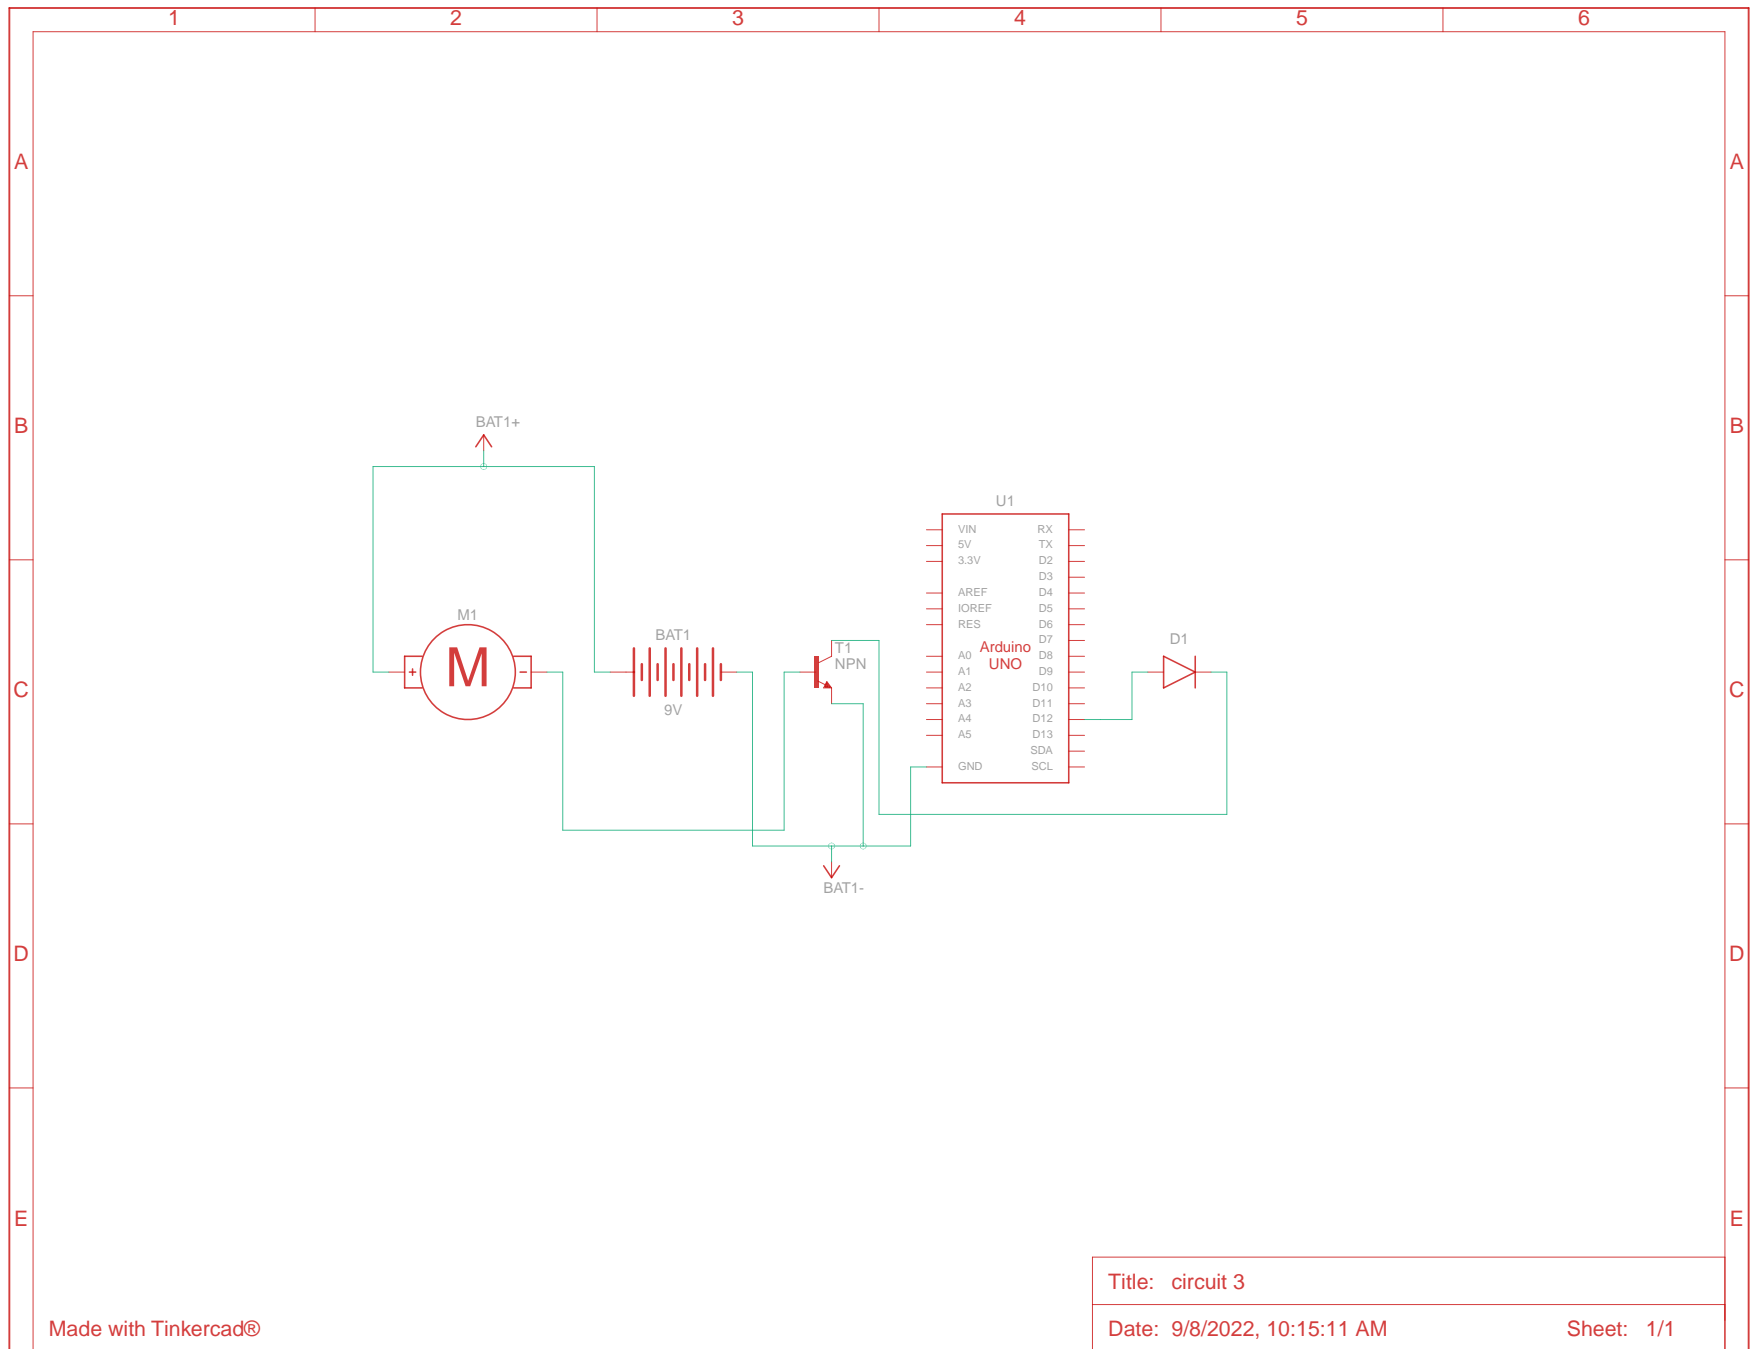 1 2 3 4 5 6
A A
B B
BAT1+
U1
VIN RX
5V TX
3.3V D2
D3
AREF D4
IOREF D5
RES D6
D7
A0 D8
A1 D9
A2 D10
A3 D11
A4 D12
A5 D13
SDA
GND SCL
Arduino
UNO
M1
+ M -
BAT1
9V
T1
NPN
D1
C C
BAT1-
D D
E E
Title: circuit 3
Made with Tinkercad®
Date: 9/8/2022, 10:15:11 AM Sheet: 1/1